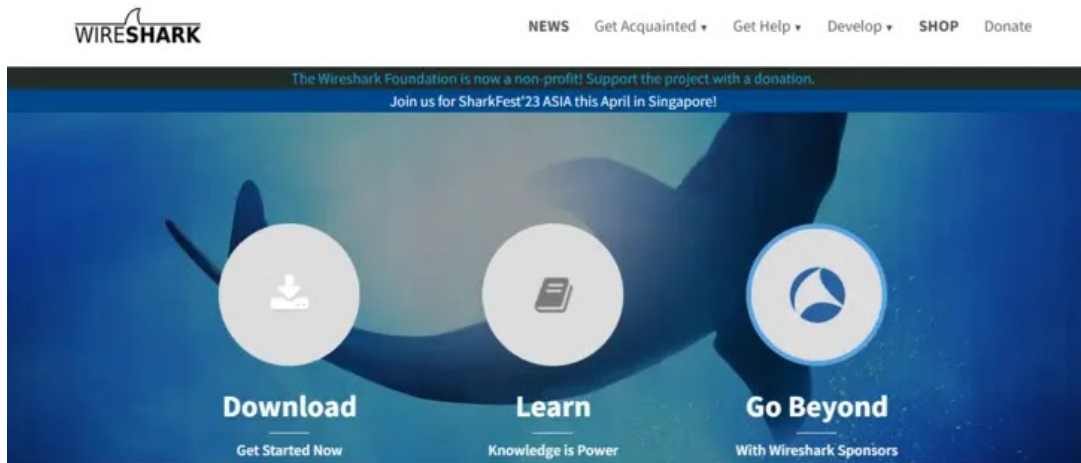 WIRESHARK
NEWS Get Acquainted ▾ Get Help ▾ Develop ▾ SHOP Donate
The Wireshark Foundation is now a non-profit! Support the project with a donation.
Join us for SharkFest'23 ASIA this April in Singapore!
Download Learn Go Beyond
Get Started Now Knowledge is Power With Wireshark Sponsors